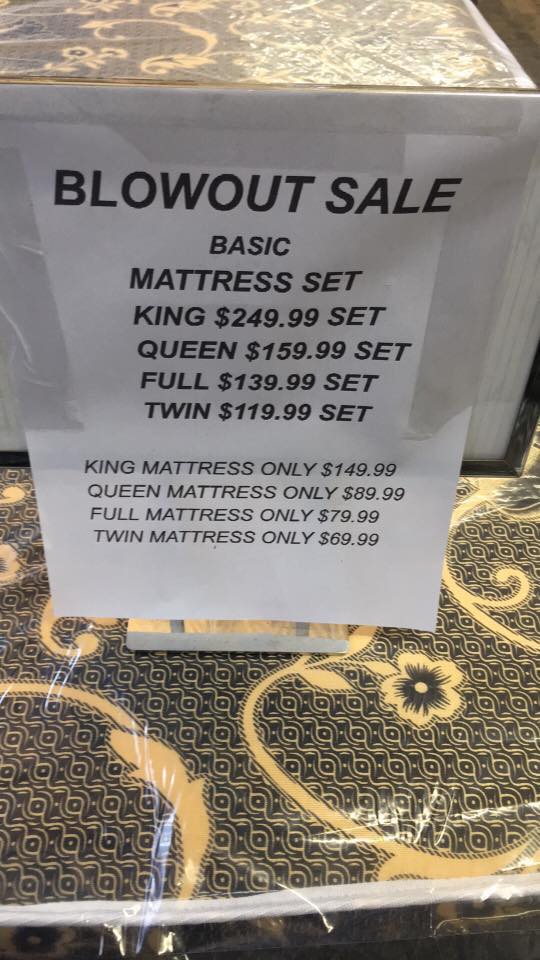 BLOWOUT SALE
BASIC
MATTRESS SET
KING $249.99 SET
QUEEN $159.99 SET
FULL $139.99 SET
TWIN $119.99 SET
KING MATTRESS ONLY $149.99
QUEEN MATTRESS ONLY $89.99
FULL MATTRESS ONLY $79.99
TWIN MATTRESS ONLY $69.99